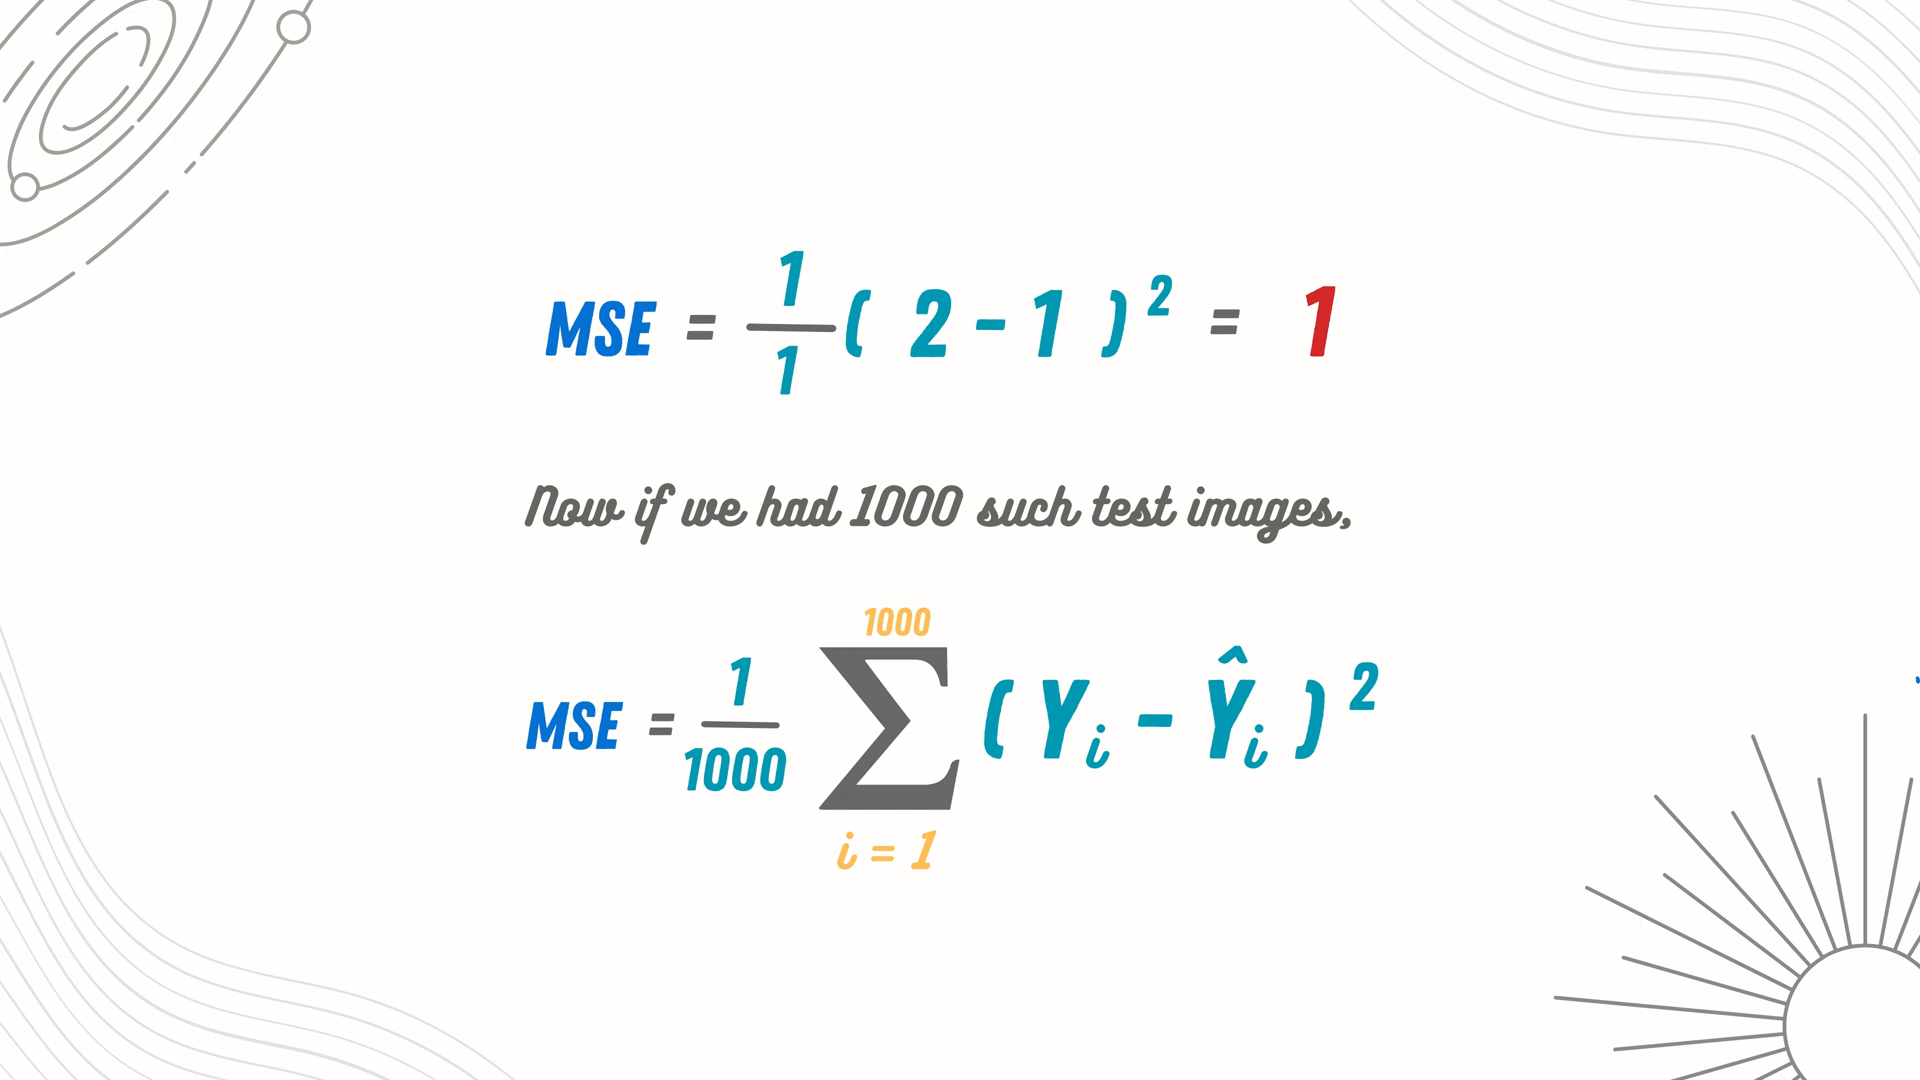 MSE = 1/1 ( 2 - 1 )² = 1
Now if we had 1000 such test images,
MSE = 1/1000 1000 Σ i = 1 ( Yᵢ - Ŷᵢ )²